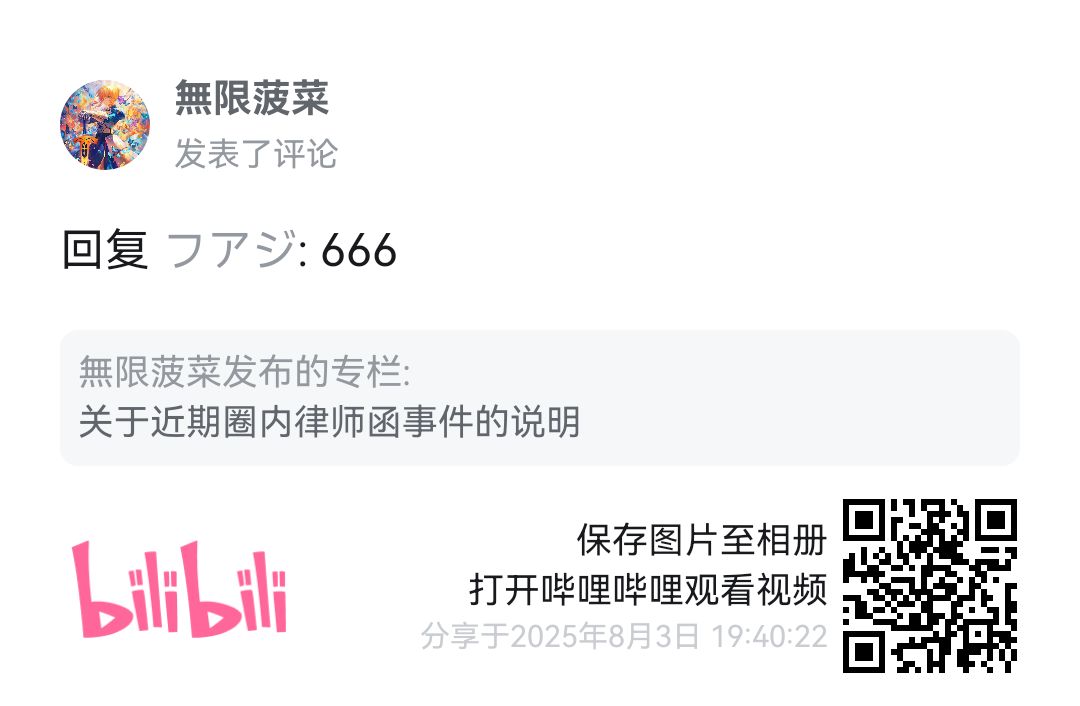 無限菠菜
发表了评论
回复 フアジ: 666
無限菠菜发布的专栏:
关于近期圈内律师函事件的说明
保存图片至相册
打开哔哩哔哩观看视频
分享于2025年8月3日 19:40:22
bilibili